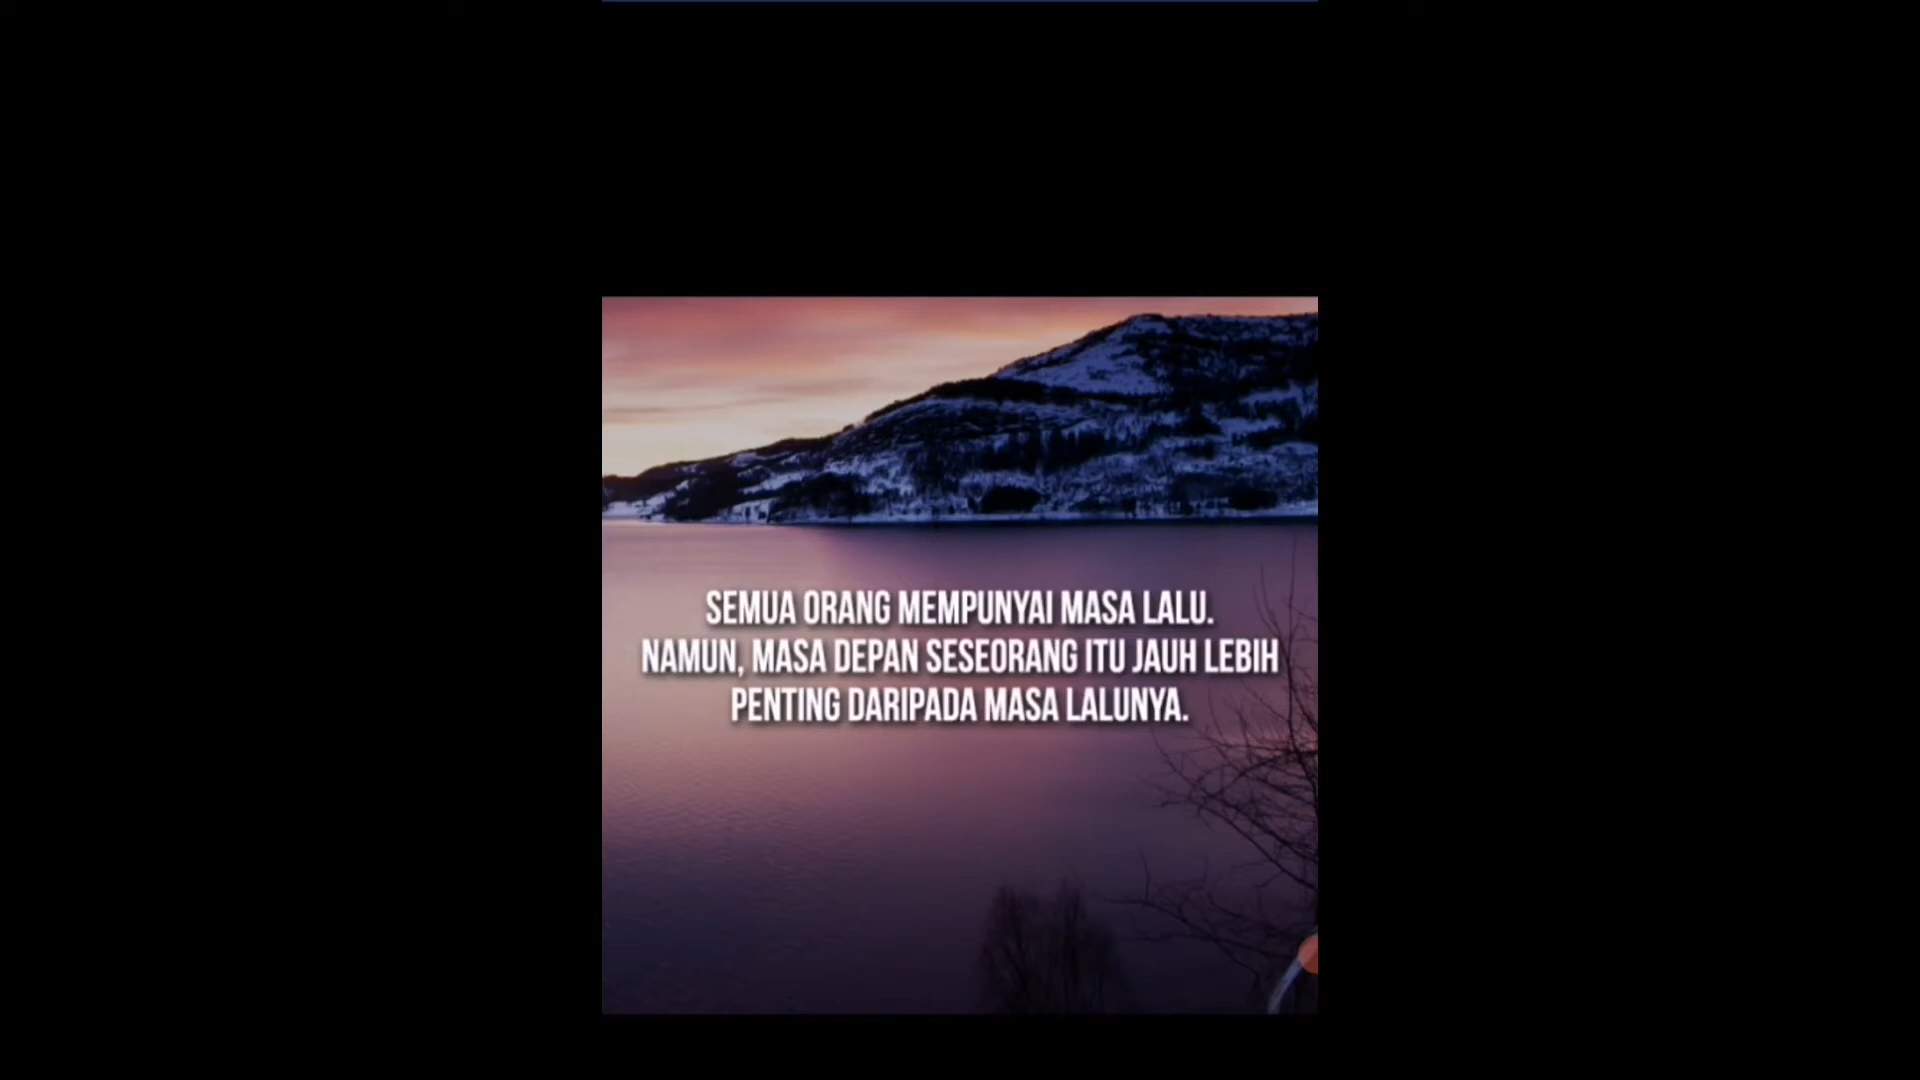 SEMUA ORANG MEMPUNYAI MASA LALU.
NAMUN, MASA DEPAN SESEORANG ITU JAUH LEBIH
PENTING DARIPADA MASA LALUNYA.